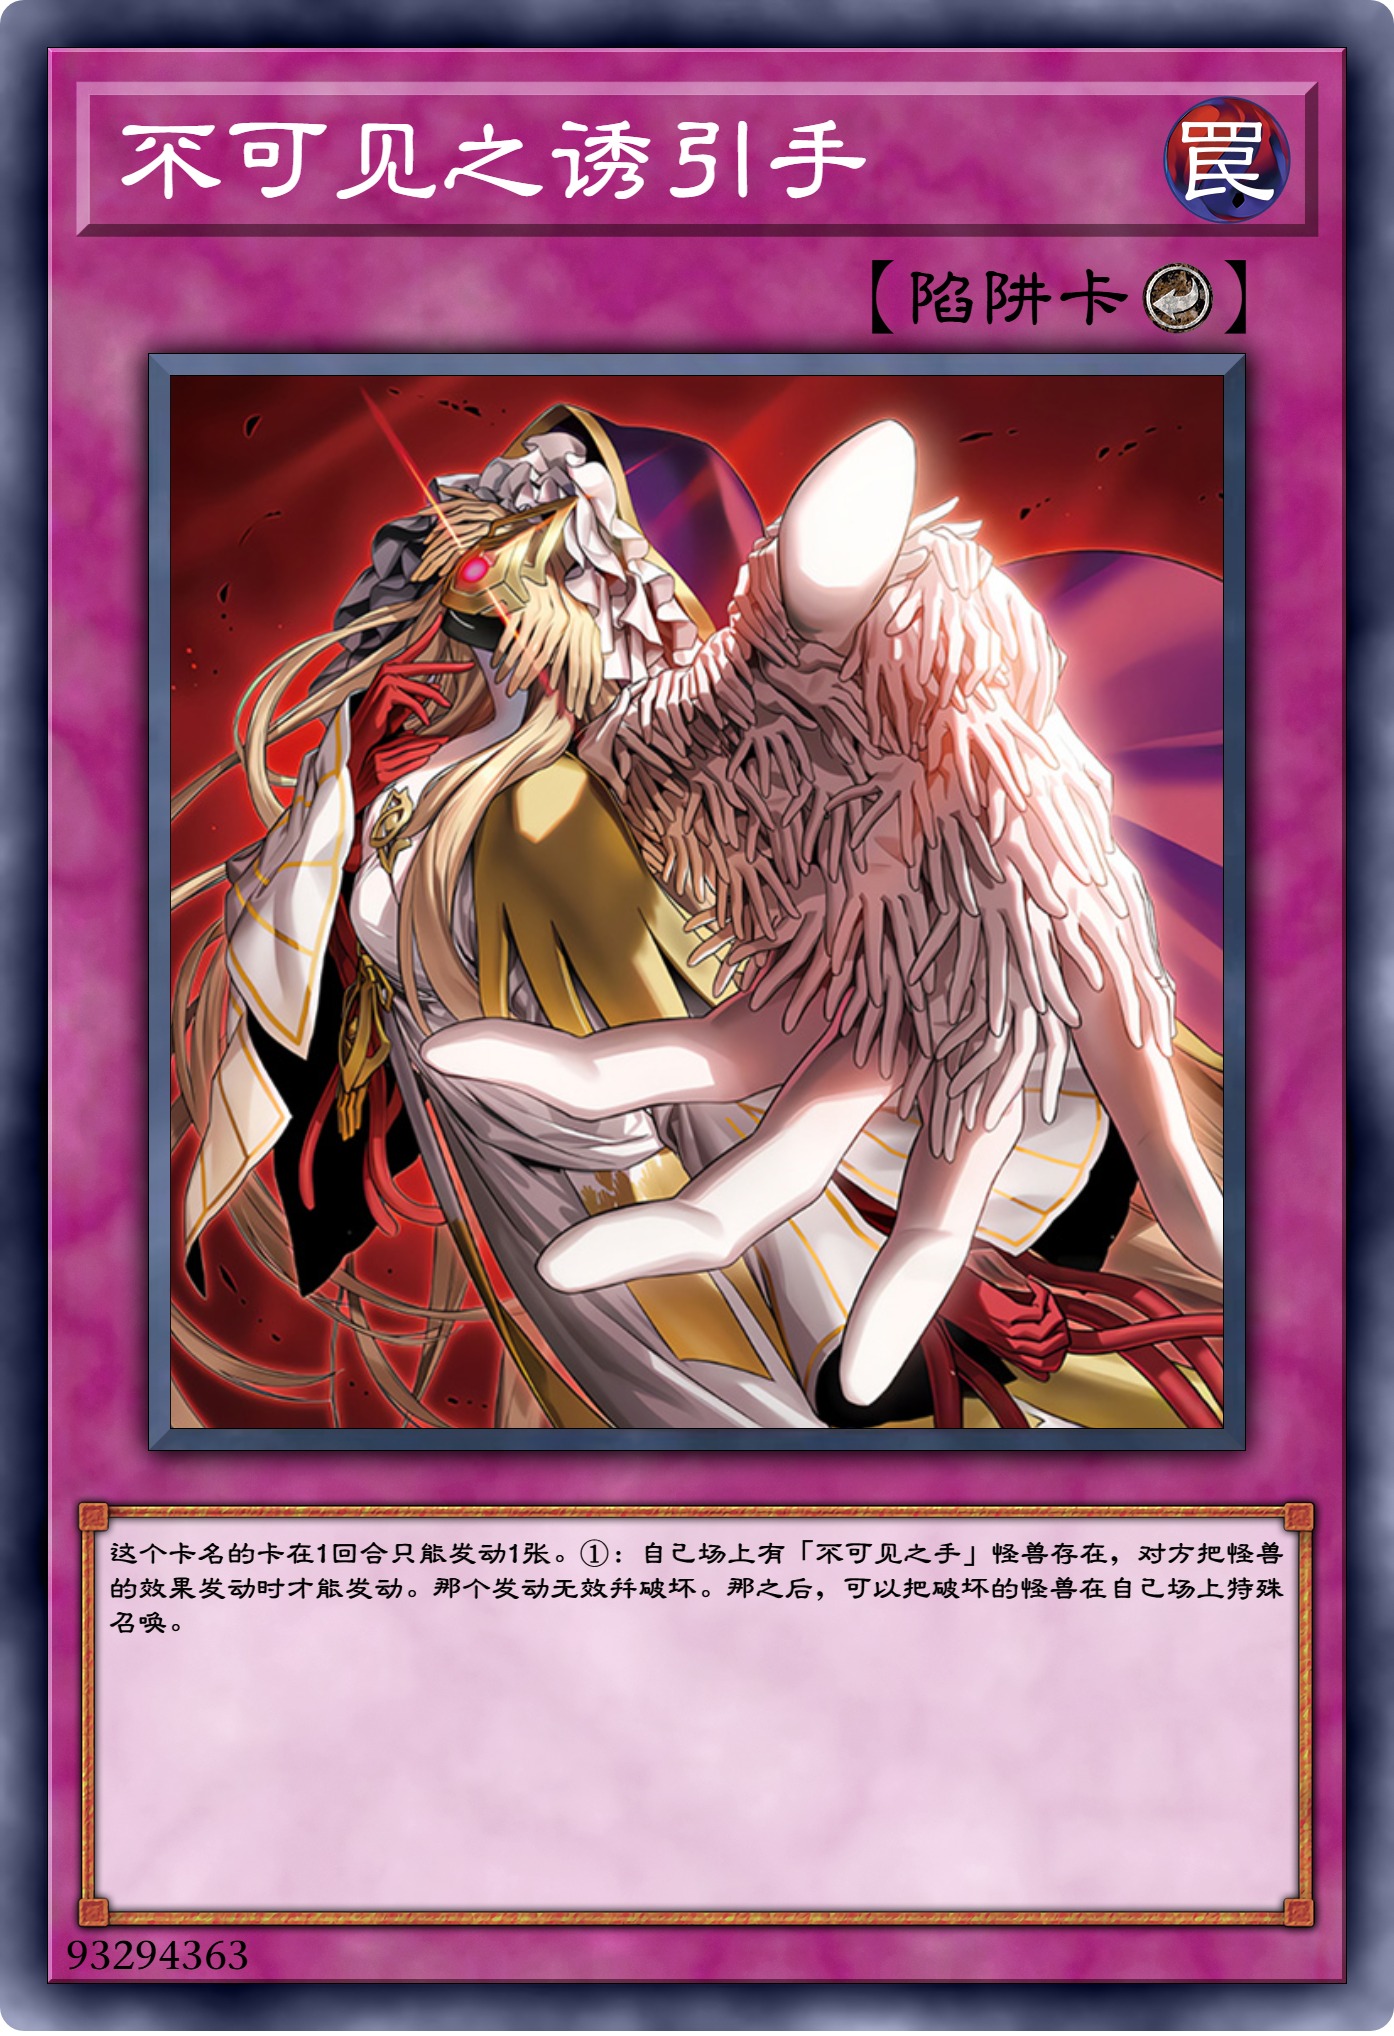 不可见之诱引手
罠
【陷阱卡】
这个卡名的卡在1回合只能发动1张。①：自己场上有「不可见之手」怪兽存在，对方把怪兽
的效果发动时才能发动。那个发动无效并破坏。那之后，可以把破坏的怪兽在自己场上特殊
召唤。
93294363